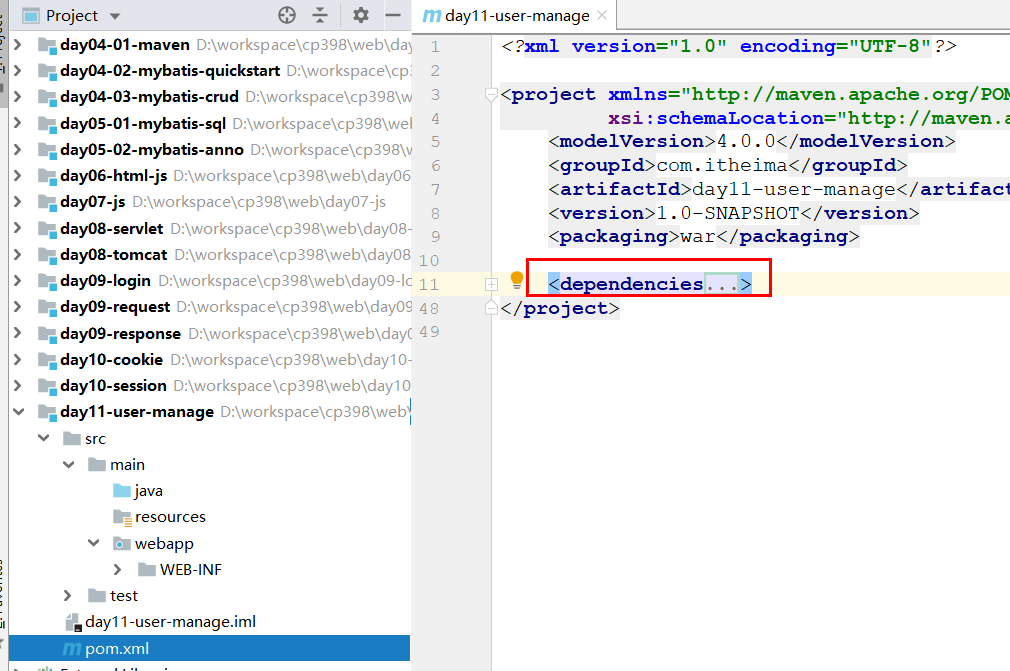 Project
day04-01-maven D:\workspace\cp398\web\day
day04-02-mybatis-quickstart D:\workspace\cp
day04-03-mybatis-crud D:\workspace\cp398\w
day05-01-mybatis-sql D:\workspace\cp398\wel
day05-02-mybatis-anno D:\workspace\cp398\w
day06-html-js D:\workspace\cp398\web\day06
day07-js D:\workspace\cp398\web\day07-js
day08-servlet D:\workspace\cp398\web\day08-
day08-tomcat D:\workspace\cp398\web\day08
day09-login D:\workspace\cp398\web\day09-lo
day09-request D:\workspace\cp398\web\day09
day09-response D:\workspace\cp398\web\day0
day10-cookie D:\workspace\cp398\web\day10-
day10-session D:\workspace\cp398\web\day10
day11-user-manage D:\workspace\cp398\web\
src
main
java
resources
webapp
WEB-INF
test
day11-user-manage.iml
m pom.xml
m day11-user-manage
1 <?xml version="1.0" encoding="UTF-8"?>
2
3 <project xmlns="http://maven.apache.org/POM
4 xsi:schemaLocation="http://maven.a
5 <modelVersion>4.0.0</modelVersion>
6 <groupId>com.itheima</groupId>
7 <artifactId>day11-user-manage</artifact
8 <version>1.0-SNAPSHOT</version>
9 <packaging>war</packaging>
10
11 <dependencies...>
48 </project>
49